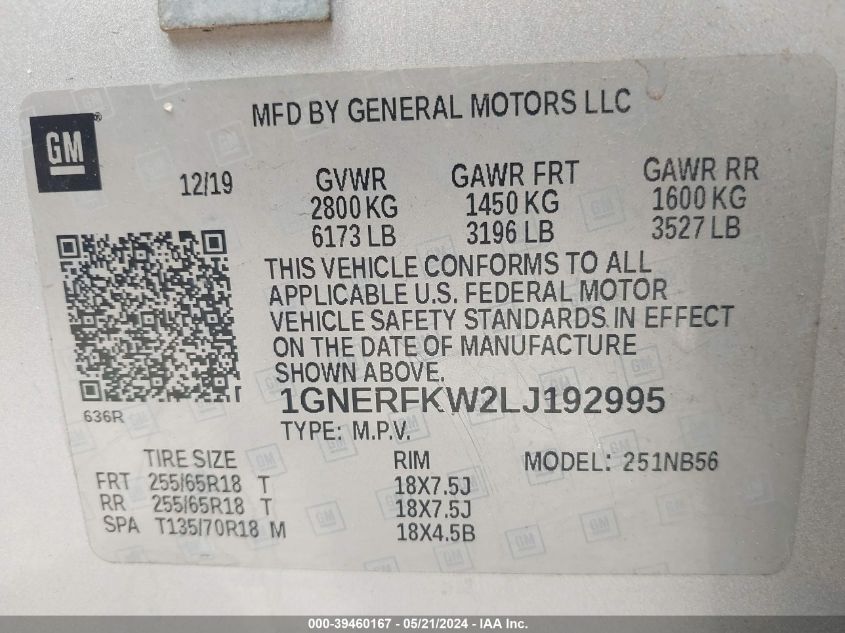 MFD BY GENERAL MOTORS LLC
GM®
12/19
GVWR GAWR FRT GAWR RR
2800 KG 1450 KG 1600 KG
6173 LB 3196 LB 3527 LB
THIS VEHICLE CONFORMS TO ALL
APPLICABLE U.S. FEDERAL MOTOR
VEHICLE SAFETY STANDARDS IN EFFECT
ON THE DATE OF MANUFACTURE
SHOWN ABOVE.
636R
1GNERFKW2LJ192995
TYPE: M.P.V.
TIRE SIZE RIM MODEL: 251NB56
FRT 255/65R18 T 18X7.5J
RR 255/65R18 T 18X7.5J
SPA T135/70R18 M 18X4.5B
000-39460167 - 05/21/2024 - IAA Inc.